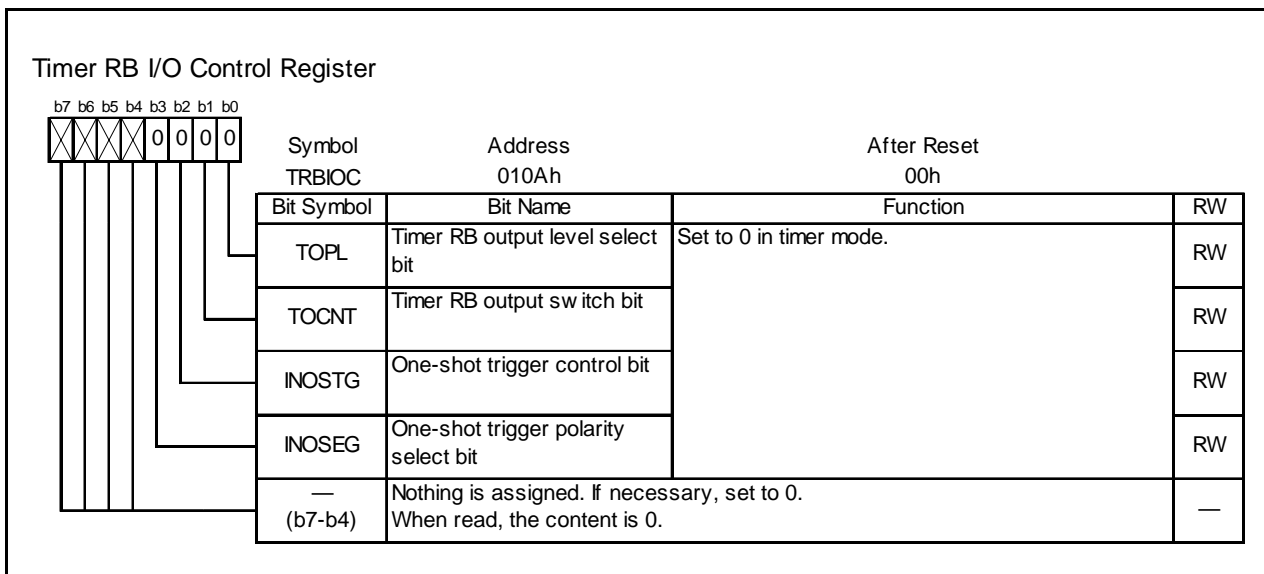 Timer RB I/O Control Register
b7 b6 b5 b4 b3 b2 b1 b0
0 0 0 0
Symbol Address After Reset
TRBIOC 010Ah 00h
Bit Symbol Bit Name Function RW
TOPL Timer RB output level select bit Set to 0 in timer mode. RW
TOCNT Timer RB output sw itch bit RW
INOSTG One-shot trigger control bit RW
INOSEG One-shot trigger polarity select bit RW
— (b7-b4) Nothing is assigned. If necessary, set to 0. —
When read, the content is 0.